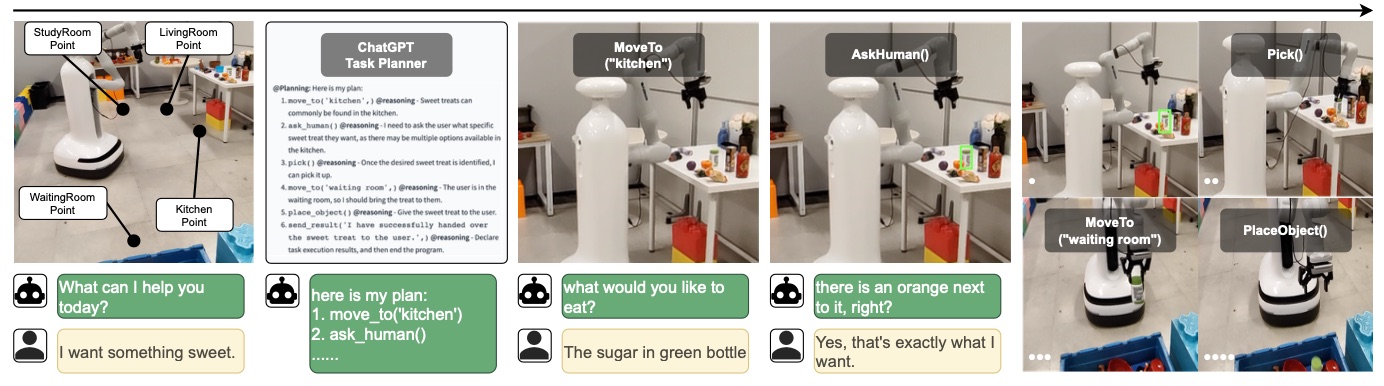 StudyRoom
Point
LivingRoom
Point
WaitingRoom
Point
Kitchen
Point
What can I help you
today?
I want something sweet.
ChatGPT
Task Planner
@Planning: Here is my plan:
1. move_to('kitchen',) @reasoning - Sweet treats can
commonly be found in the kitchen.
2. ask_human() @reasoning - I need to ask the user what specific
sweet treat they want, as there may be multiple options available in
the kitchen.
3. pick() @reasoning - Once the desired sweet treat is identified, I
can pick it up.
4. move_to('waiting room',) @reasoning - The user is in the
waiting room, so I should bring the treat to them.
5. place_object() @reasoning - Give the sweet treat to the user.
6. send_result('I have successfully handed over
the sweet treat to the user.',) @reasoning - Declare
task execution results, and then end the program.
here is my plan:
1. move_to('kitchen')
2. ask_human()
......
MoveTo
("kitchen")
what would you like to
eat?
The sugar in green bottle
AskHuman()
there is an orange next
to it, right?
Yes, that's exactly what I
want.
Pick()
MoveTo
("waiting room")
PlaceObject()